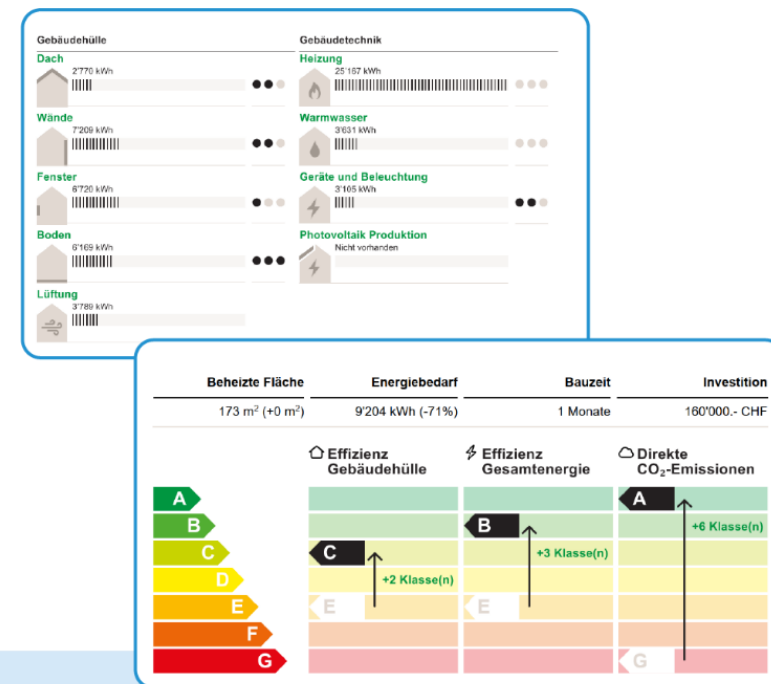 Gebäudehülle
Gebäudetechnik
Dach
2'770 kWh
Heizung
25'167 kWh
Wände
7'209 kWh
Warmwasser
3'631 kWh
Fenster
6'720 kWh
Geräte und Beleuchtung
3'105 kWh
Boden
6'169 kWh
Photovoltaik Produktion
Nicht vorhanden
Lüftung
3'789 kWh
Beheizte Fläche
Energiebedarf
Bauzeit
Investition
173 m² (+0 m²)
9'204 kWh (-71%)
1 Monate
160'000.- CHF
Effizienz
Gebäudehülle
Effizienz
Gesamtenergie
Direkte
CO₂-Emissionen
A
A
B
B
+6 Klasse(n)
C
C
+3 Klasse(n)
D
+2 Klasse(n)
E
E
E
F
G
G